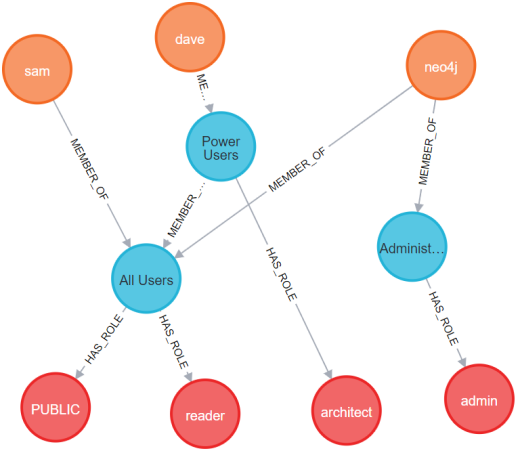 dave
sam
neo4j
ME...
Power
Users
MEMBER_OF
MEMBER_OF
MEMBER_OF
MEMBER_...
Administ...
All Users
HAS_ROLE
HAS_ROLE
HAS_ROLE
HAS_ROLE
PUBLIC
reader
architect
admin